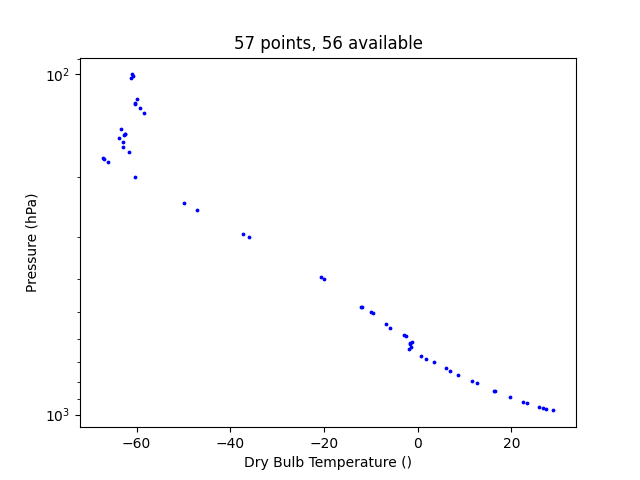 57 points, 56 available
10²
10³
Pressure (hPa)
−60
−40
−20
0
20
Dry Bulb Temperature ()